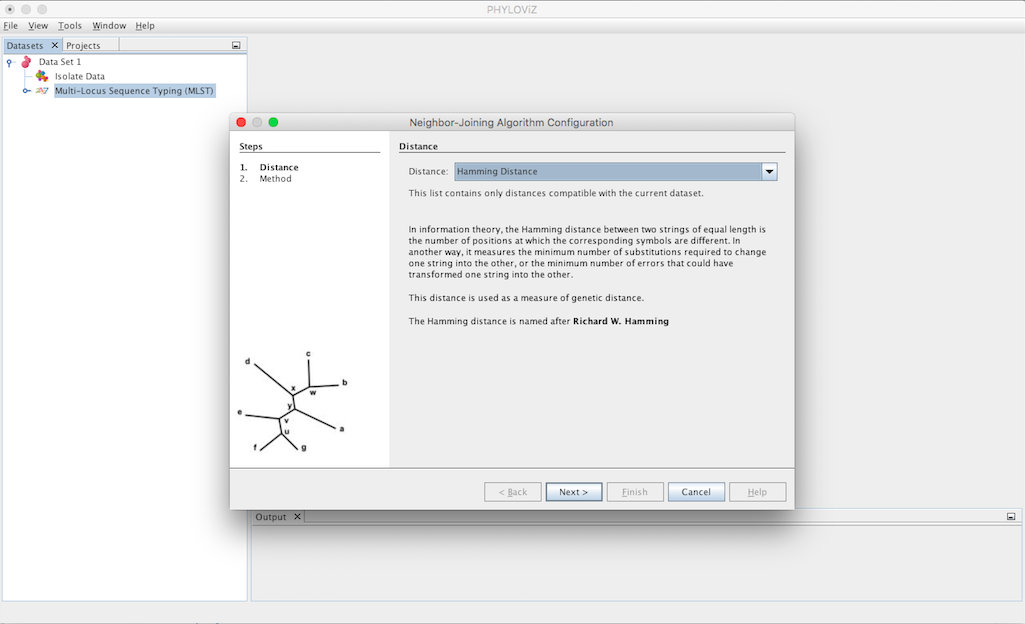 PHYLOViZ
File View Tools Window Help
Datasets Projects
Data Set 1
Isolate Data
Multi-Locus Sequence Typing (MLST)
Neighbor-Joining Algorithm Configuration
Steps
1. Distance
2. Method
d
c
b
x
w
y
e
v
a
u
f
g
Distance
Distance: Hamming Distance
This list contains only distances compatible with the current dataset.
In information theory, the Hamming distance between two strings of equal length is
the number of positions at which the corresponding symbols are different. In
another way, it measures the minimum number of substitutions required to change
one string into the other, or the minimum number of errors that could have
transformed one string into the other.
This distance is used as a measure of genetic distance.
The Hamming distance is named after Richard W. Hamming
< Back Next > Finish Cancel Help
Output